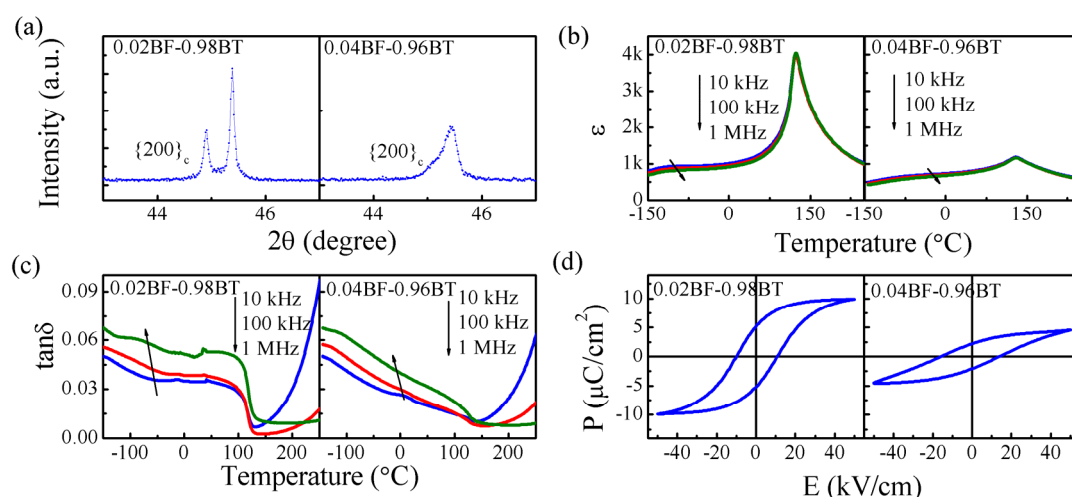 (a)
0.02BF-0.98BT
0.04BF-0.96BT
{200}c
{200}c
Intensity (a.u.)
44 46 44 46
2θ (degree)
(b)
0.02BF-0.98BT
0.04BF-0.96BT
10 kHz
100 kHz
1 MHz
10 kHz
100 kHz
1 MHz
ε
4k
3k
2k
1k
0
-150 0 150 -150 0 150
Temperature (°C)
(c)
0.02BF-0.98BT
0.04BF-0.96BT
10 kHz
100 kHz
1 MHz
10 kHz
100 kHz
1 MHz
tanδ
0.09
0.06
0.03
0.00
-100 0 100 200 -100 0 100 200
Temperature (°C)
(d)
0.02BF-0.98BT
0.04BF-0.96BT
P (μC/cm²)
10
5
0
-5
-10
-40 -20 0 20 40 -40 -20 0 20 40
E (kV/cm)